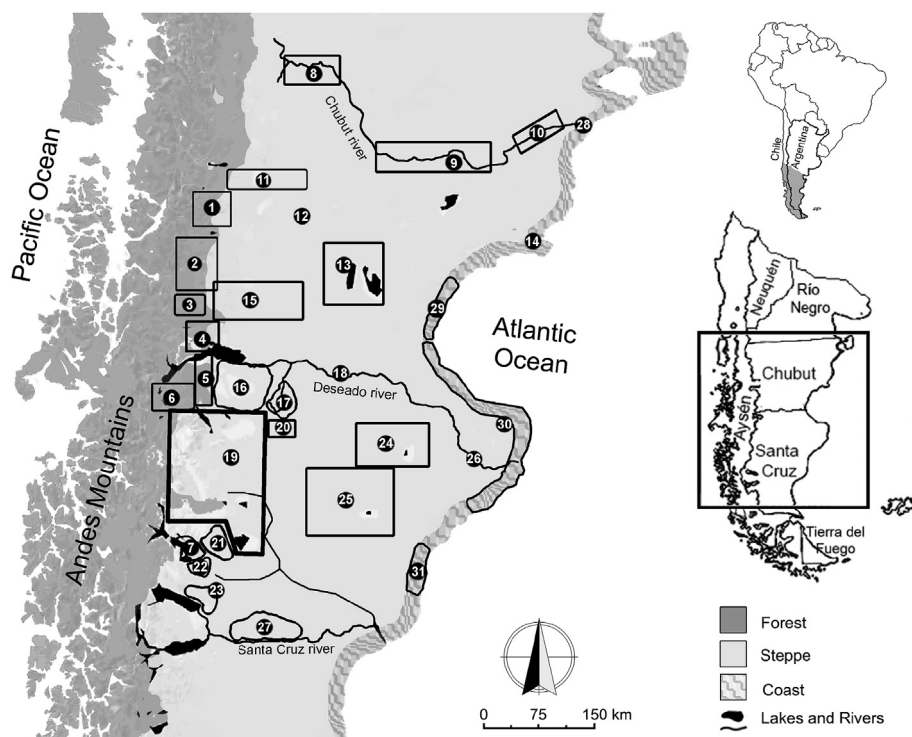 8
Chubut river
9
10
28
11
1
12
14
2
13
3
15
29
4
5
16
6
17
18
Deseado river
20
19
24
30
26
25
7
21
22
23
31
27
Santa Cruz river
Pacific Ocean
Andes Mountains
Atlantic
Ocean
0 75 150 km
Chile
Argentina
Neuquén
Río
Negro
Chubut
Aysén
Santa
Cruz
Tierra del
Fuego
Forest
Steppe
Coast
Lakes and Rivers